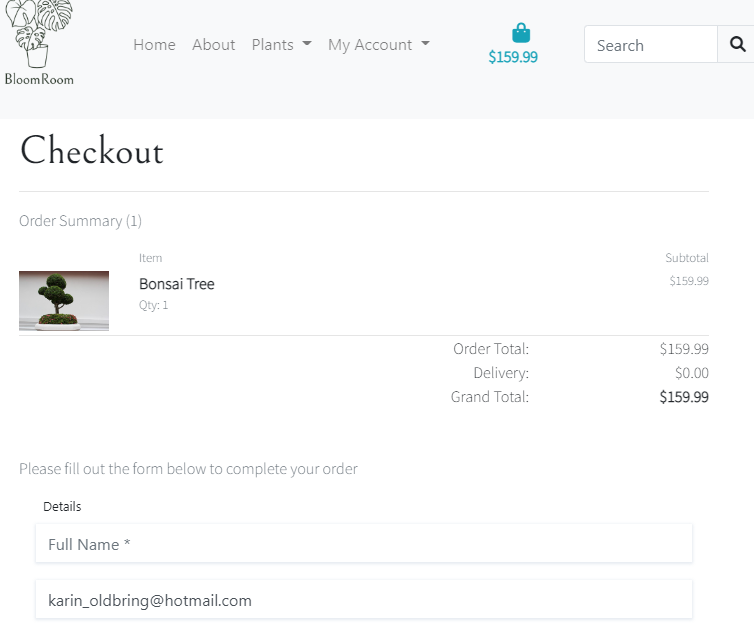 BloomRoom
Home About Plants My Account
$159.99
Search
Checkout
Order Summary (1)
Item Subtotal
Bonsai Tree $159.99
Qty: 1
Order Total: $159.99
Delivery: $0.00
Grand Total: $159.99
Please fill out the form below to complete your order
Details
Full Name *
karin_oldbring@hotmail.com